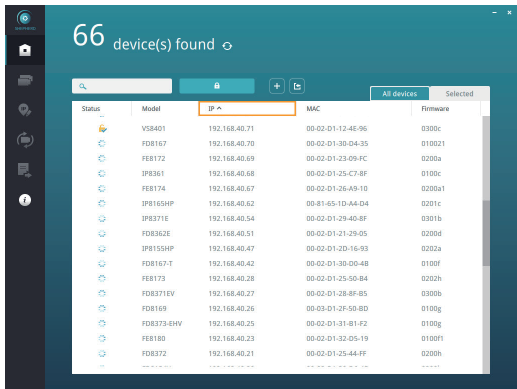 66 device(s) found
All devices Selected
Status Model IP MAC Firmware
VS8401 192.168.40.71 00-02-D1-12-4E-96 0300c
FD8167 192.168.40.70 00-02-D1-30-D4-35 010021
FE8172 192.168.40.69 00-02-D1-23-09-FC 0200a
IP8361 192.168.40.68 00-02-D1-25-C7-8F 0100c
FE8174 192.168.40.67 00-02-D1-26-A9-10 0200a1
IP8165HP 192.168.40.62 00-81-65-1D-A4-D4 0201c
IP8371E 192.168.40.54 00-02-D1-29-40-8F 0301b
FD8362E 192.168.40.51 00-02-D1-21-29-05 0200d
IP8155HP 192.168.40.47 00-02-D1-2D-16-93 0202a
FD8167-T 192.168.40.42 00-02-D1-30-D0-4B 0100f
FE8173 192.168.40.28 00-02-D1-25-50-B4 0202h
FD8371EV 192.168.40.27 00-02-D1-28-8F-B5 0300b
FD8169 192.168.40.26 00-03-D1-2F-50-BD 0100g
FD8373-EHV 192.168.40.25 00-02-D1-31-B1-F2 0100g
FE8180 192.168.40.23 00-02-D1-32-D5-19 0100f1
FD8372 192.168.40.21 00-02-D1-25-44-FF 0200h